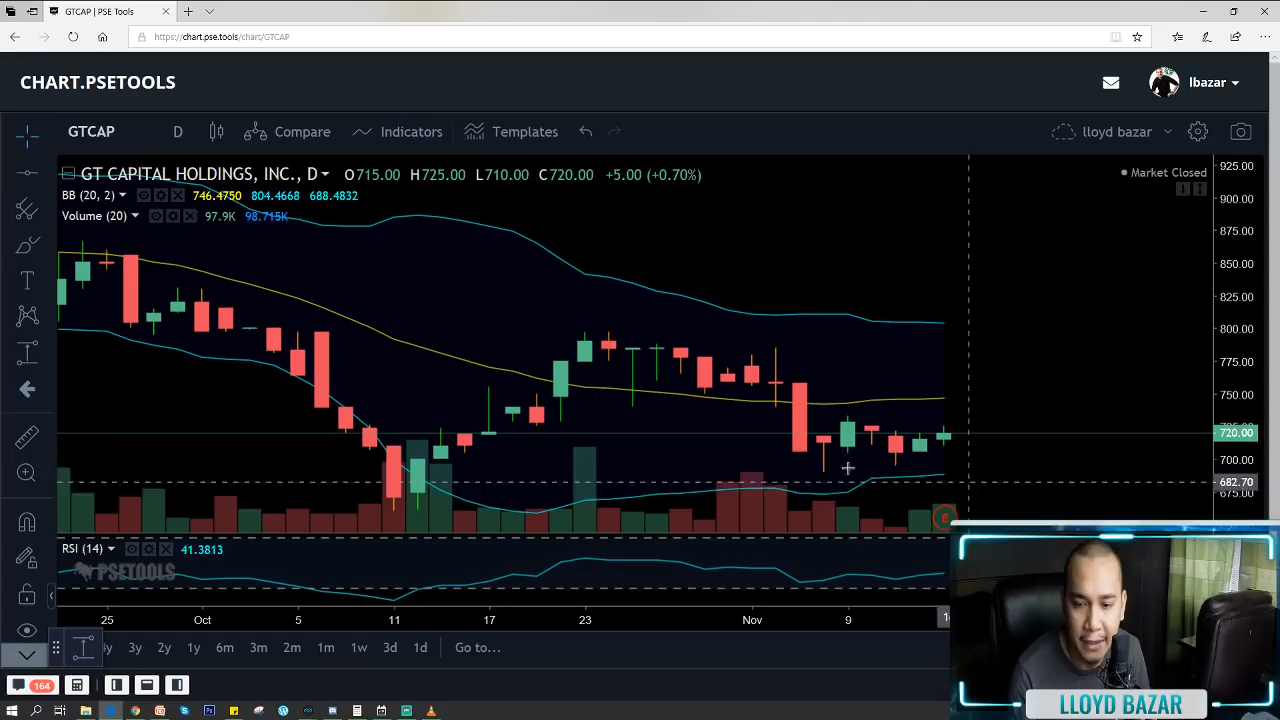 GTCAP | PSE Tools
https://chart.pse.tools/chart/GTCAP
CHART.PSETOOLS
lbazar
GTCAP D Compare Indicators Templates lloyd bazar
GT CAPITAL HOLDINGS, INC., D O715.00 H725.00 L710.00 C720.00 +5.00 (+0.70%)
Market Closed
BB (20, 2) 746.4750 804.4668 688.4832
Volume (20) 97.9K 98.715K
925.00
900.00
875.00
850.00
825.00
800.00
775.00
750.00
720.00
700.00
682.70
675.00
E
RSI (14) 41.3813
PSETOOLS
25 Oct 5 11 17 23 Nov 9
3y 2y 1y 6m 3m 2m 1m 1w 3d 1d Go to...
164
LLOYD BAZAR